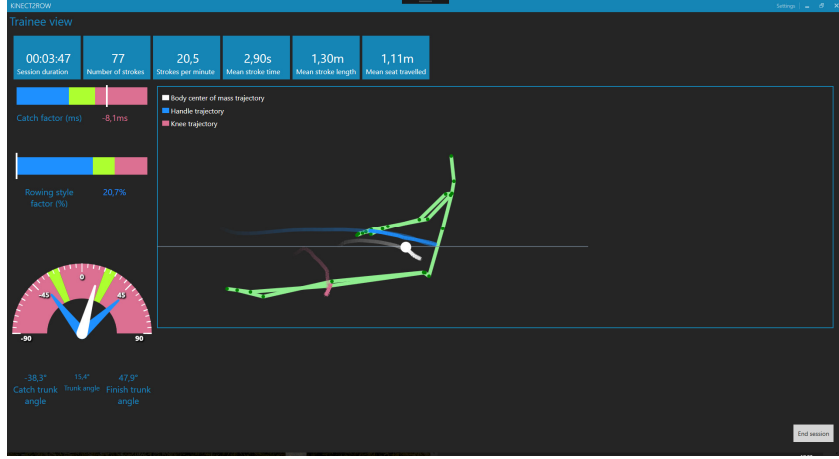 KINECT2ROW
Settings
Trainee view
00:03:47
Session duration
77
Number of strokes
20,5
Strokes per minute
2,90s
Mean stroke time
1,30m
Mean stroke length
1,11m
Mean seat travelled
Catch factor (ms)
-8,1ms
Rowing style
factor (%)
20,7%
Body center of mass trajectory
Handle trajectory
Knee trajectory
0
-45
45
-90
90
-38,3°
Catch trunk
angle
15,4°
Trunk angle
47,9°
Finish trunk
angle
End session